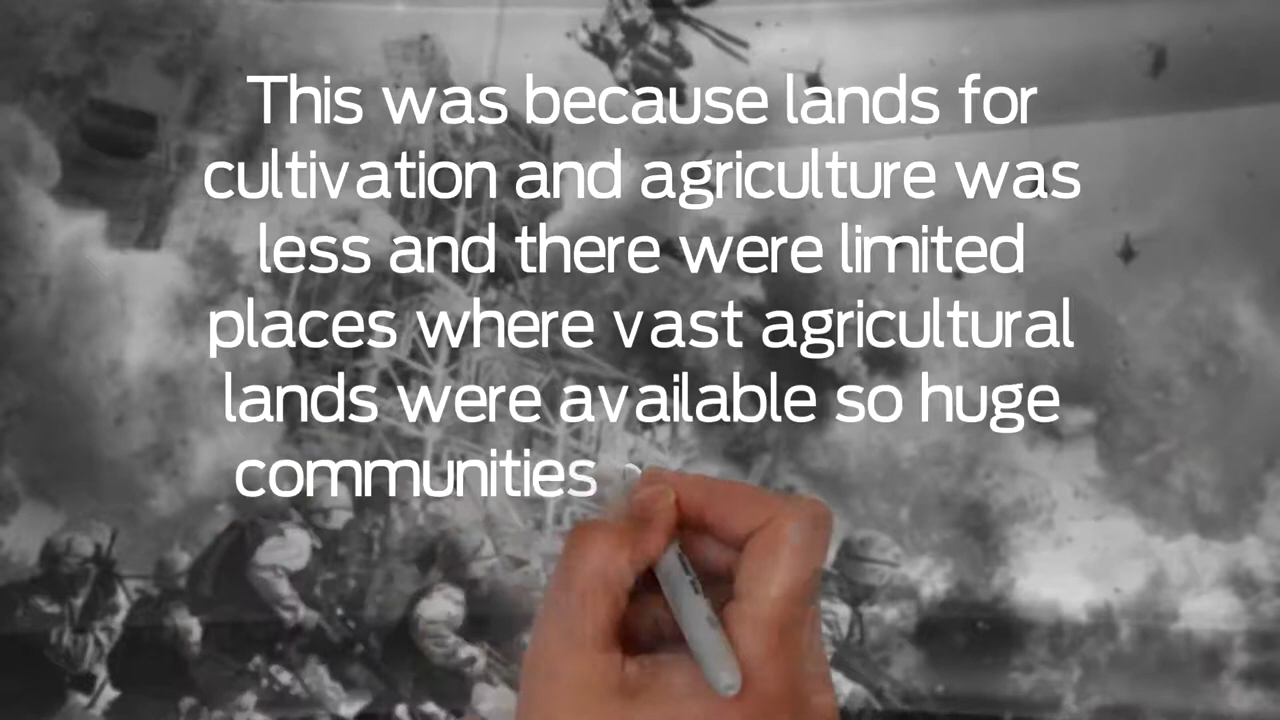 This was because lands for
cultivation and agriculture was
less and there were limited
places where vast agricultural
lands were available so huge
communities